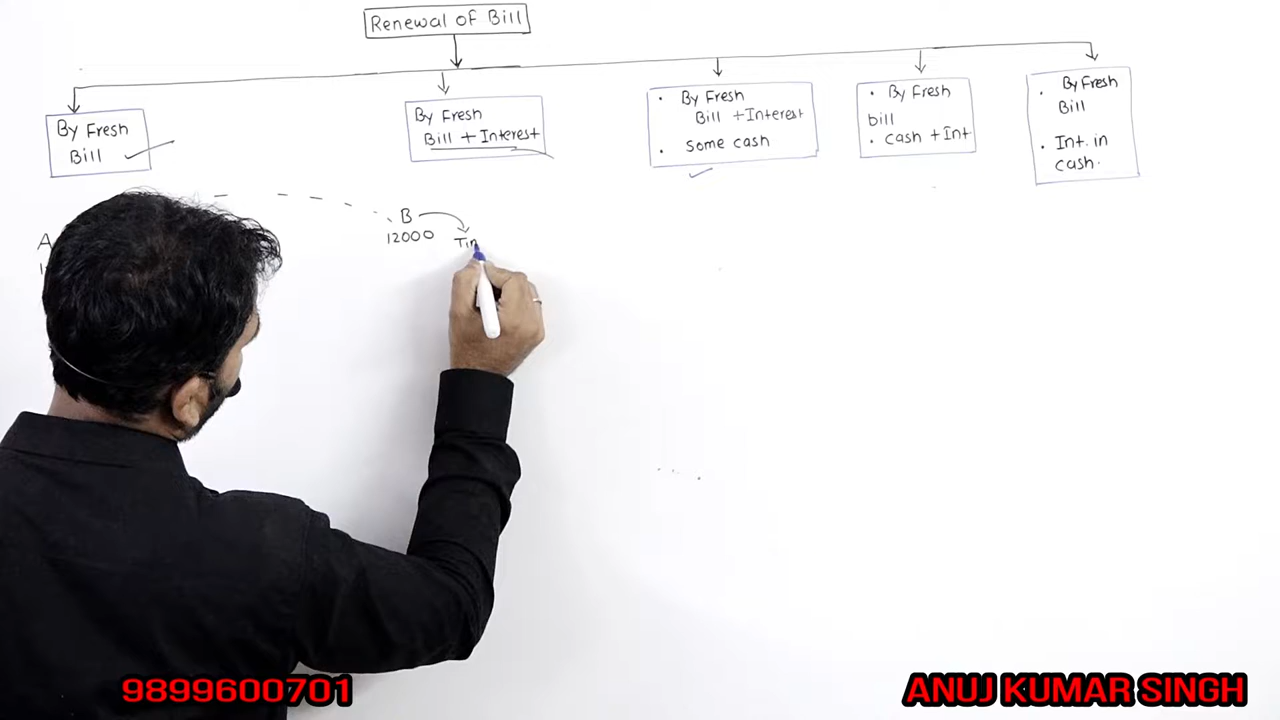 Renewal of Bill
By Fresh
Bill
By Fresh
Bill + Interest
• By Fresh
Bill + Interest
• some cash
• By Fresh
bill
• cash + Int
• By Fresh
Bill
• Int. in
cash.
A
B
12000
Tin
9899600701
ANUJ KUMAR SINGH